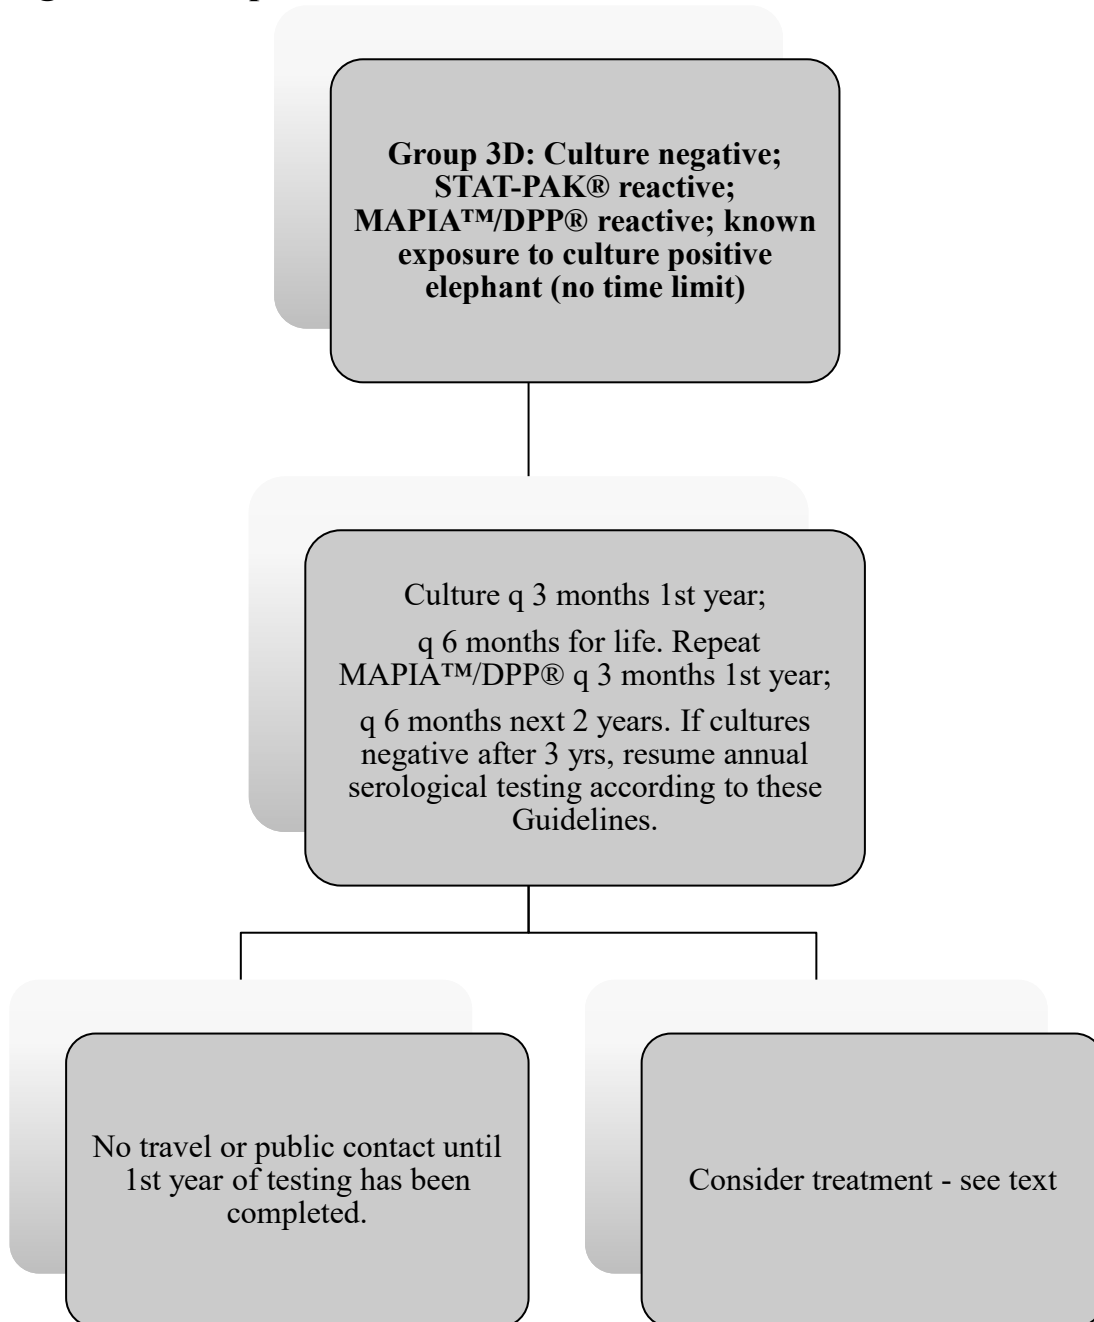 Group 3D: Culture negative;
STAT-PAK® reactive;
MAPIA™/DPP® reactive; known
exposure to culture positive
elephant (no time limit)
Culture q 3 months 1st year;
q 6 months for life. Repeat
MAPIA™/DPP® q 3 months 1st year;
q 6 months next 2 years. If cultures
negative after 3 yrs, resume annual
serological testing according to these
Guidelines.
No travel or public contact until
1st year of testing has been
completed.
Consider treatment - see text